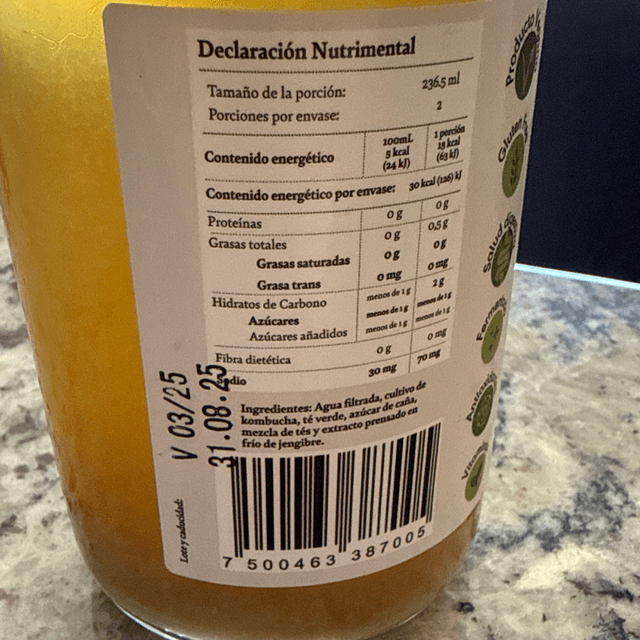 Declaración Nutrimental
Tamaño de la porción: 236.5 ml
Porciones por envase: 2
Contenido energético 100mL 5 kcal (24 kJ) 1 porción 15 kcal (63 kJ)
Contenido energético por envase: 30 kcal (126) kJ
Proteínas 0 g 0 g
Grasas totales 0 g 0,5 g
Grasas saturadas 0 g 0 g
Grasa trans 0 mg 0 mg
Hidratos de Carbono menos de 1 g 2 g
Azúcares menos de 1 g menos de 1 g
Azúcares añadidos menos de 1 g menos de 1 g
Fibra dietética 0 g 0 mg
30 mg 70 mg
Ingredientes: Agua filtrada, cultivo de
kombucha, té verde, azúcar de caña,
mezcla de tés y extracto prensado en
frío de jengibre.
7 500463 387005
Lote y caducidad:
V 03/25
31.08.25
Producto
Gluten
Salud